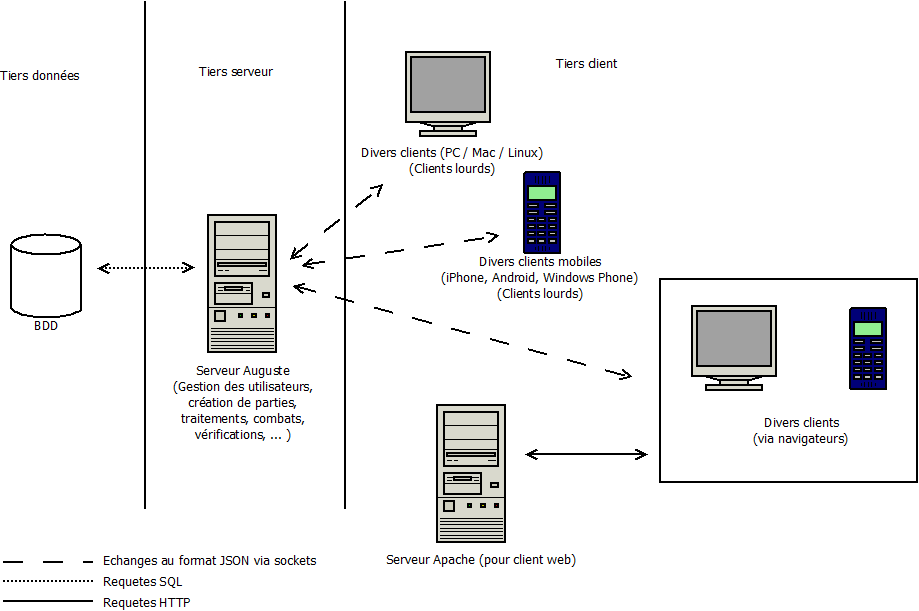 Tiers données
Tiers serveur
Tiers client
Divers clients (PC / Mac / Linux)
(Clients lourds)
Divers clients mobiles
(iPhone, Android, Windows Phone)
(Clients lourds)
BDD
Serveur Auguste
(Gestion des utilisateurs,
création de parties,
traitements, combats,
vérifications, ... )
Divers clients
(via navigateurs)
Serveur Apache (pour client web)
Echanges au format JSON via sockets
Requetes SQL
Requetes HTTP